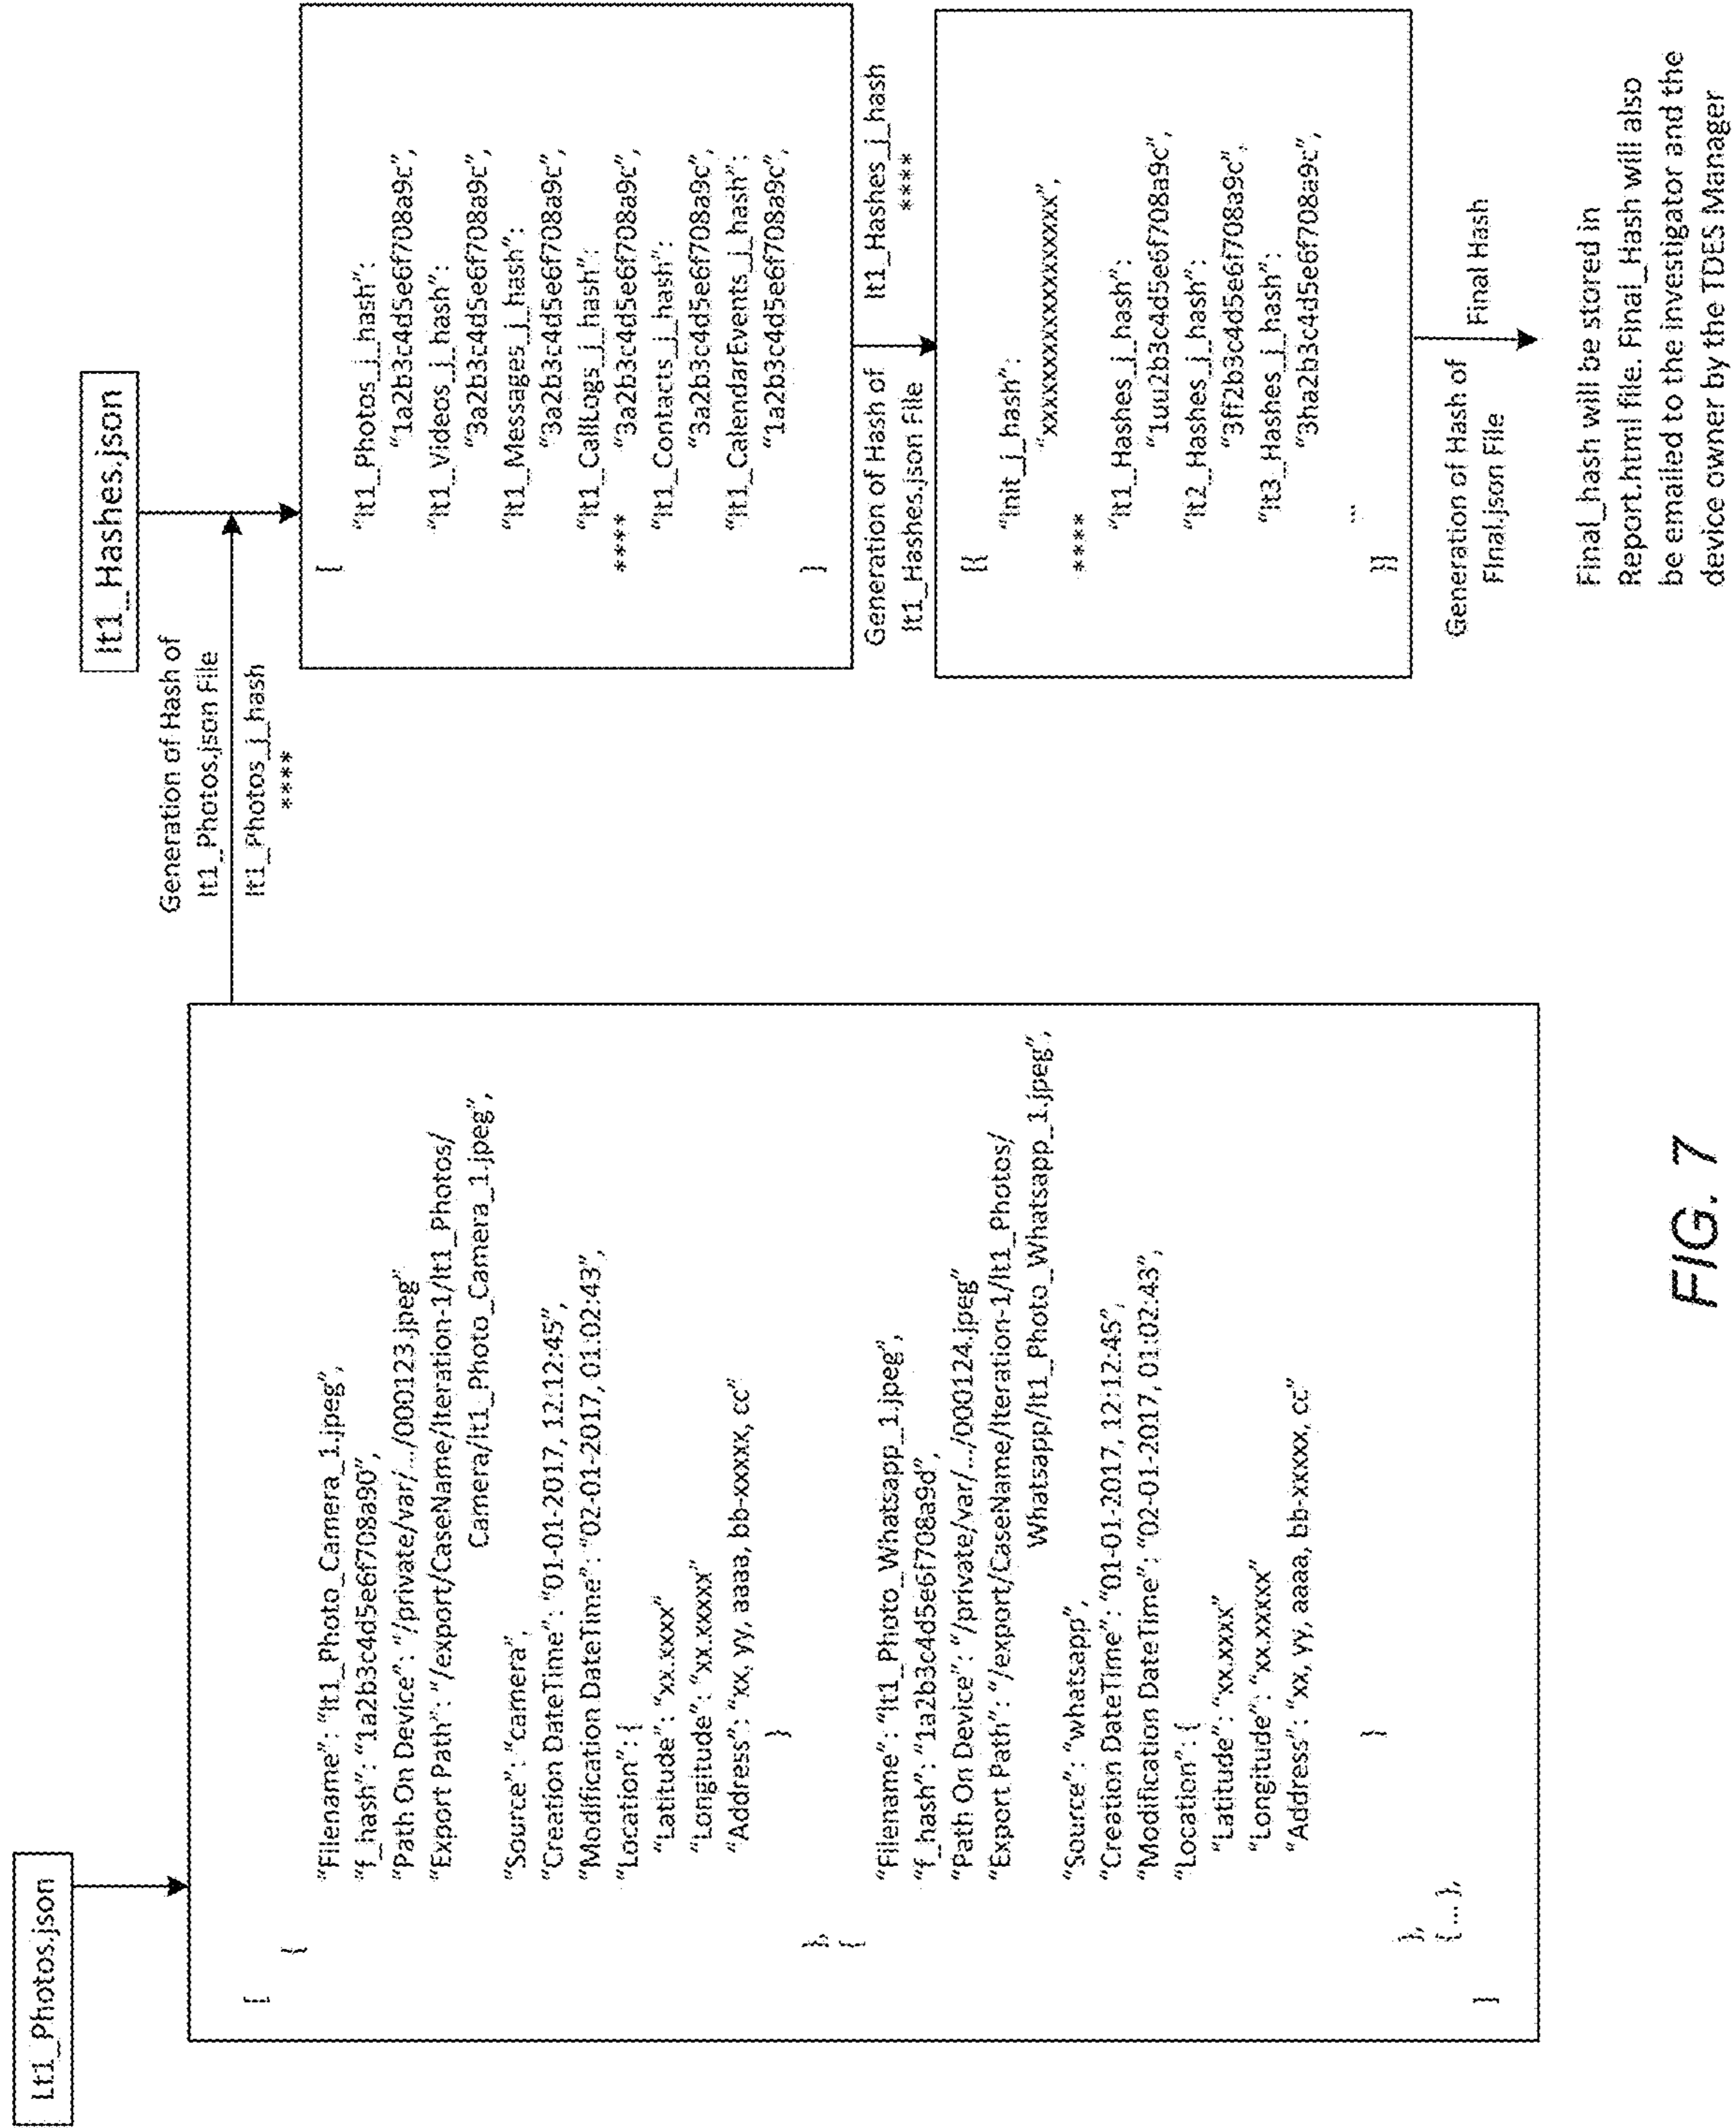 Lt1_Photos.json
[
{
"Filename": "It1_Photo_Camera_1.jpeg",
"f_hash": "1a2b3c4d5e6f708a90",
"Path On Device": "/private/var/.../000123.jpeg"
"Export Path": "/export/CaseName/Iteration-1/It1_Photos/
Camera/It1_Photo_Camera_1.jpeg",
"Source": "camera",
"Creation DateTime": "01-01-2017, 12:12:45",
"Modification DateTime": "02-01-2017, 01:02:43",
"Location": {
"Latitude": "xx.xxxx"
"Longitude": "xx.xxxxx"
"Address": "xx, yy, aaaa, bb-xxxxx, cc"
}
},
{
"Filename": "It1_Photo_Whatsapp_1.jpeg",
"f_hash": "1a2b3c4d5e6f708a9d",
"Path On Device": "/private/var/.../000124.jpeg"
"Export Path": "/export/CaseName/Iteration-1/It1_Photos/
Whatsapp/It1_Photo_Whatsapp_1.jpeg",
"Source": "whatsapp",
"Creation DateTime": "01-01-2017, 12:12:45",
"Modification DateTime": "02-01-2017, 01:02:43",
"Location": {
"Latitude": "xx.xxxx"
"Longitude": "xx.xxxxx"
"Address": "xx, yy, aaaa, bb-xxxxx, cc"
}
},
{ ... },
]
Generation of Hash of
It1_Photos.json File
It1_Photos_j_hash
****
It1_Hashes.json
[
"It1_Photos_j_hash":
"1a2b3c4d5e6f708a9c",
"It1_Videos_j_hash":
"3a2b3c4d5e6f708a9c",
"It1_Messages_j_hash":
"3a2b3c4d5e6f708a9c",
"It1_CallLogs_j_hash":
**** "3a2b3c4d5e6f708a9c",
"It1_Contacts_j_hash":
"3a2b3c4d5e6f708a9c",
"It1_CalendarEvents_j_hash":
"1a2b3c4d5e6f708a9c",
]
Generation of Hash of
It1_Hashes.json File
It1_Hashes_j_hash
****
[{
"Init_j_hash":
"xxxxxxxxxxxxxxxxxx",
****
"It1_Hashes_j_hash":
"1uu2b3c4d5e6f708a9c",
"It2_Hashes_j_hash":
"3ff2b3c4d5e6f708a9c",
"It3_Hashes_j_hash":
"3ha2b3c4d5e6f708a9c",
...
}]
Generation of Hash of
Final.json File
Final Hash
Final_hash will be stored in
Report.html file. Final_Hash will also
be emailed to the investigator and the
device owner by the TDES Manager
FIG. 7